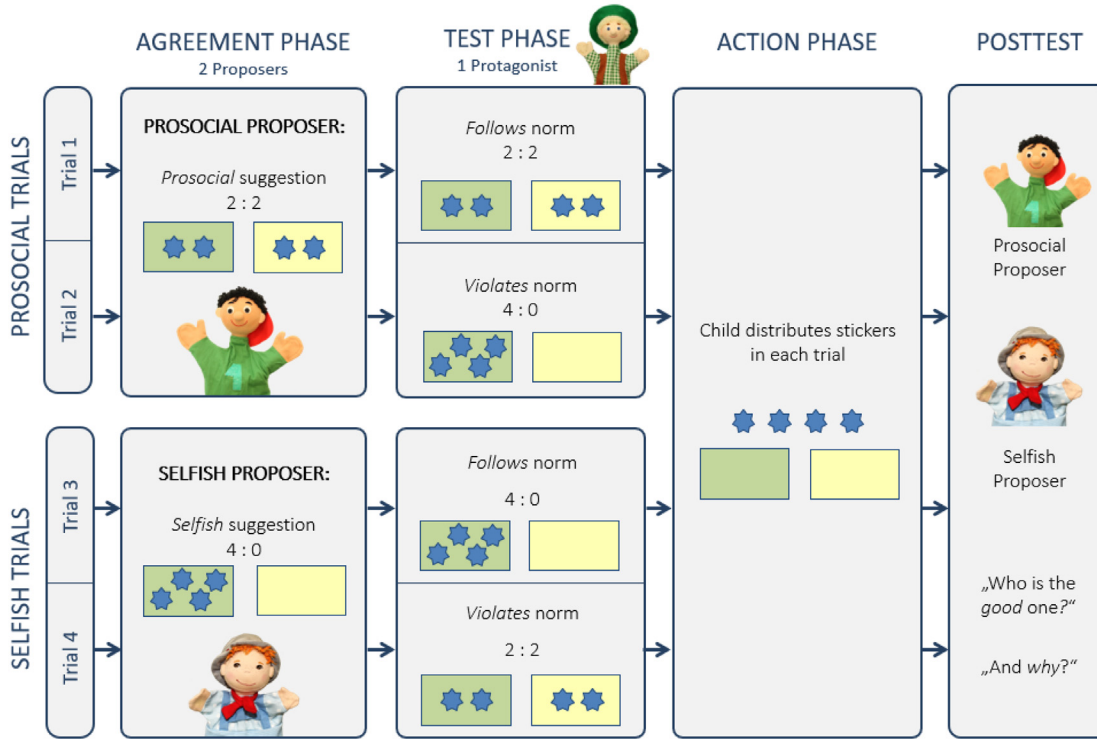 AGREEMENT PHASE
2 Proposers
TEST PHASE
1 Protagonist
ACTION PHASE
POSTTEST
PROSOCIAL TRIALS
Trial 1
Trial 2
PROSOCIAL PROPOSER:
Prosocial suggestion
2 : 2
1
Follows norm
2 : 2
Violates norm
4 : 0
SELFISH TRIALS
Trial 3
Trial 4
SELFISH PROPOSER:
Selfish suggestion
4 : 0
Follows norm
4 : 0
Violates norm
2 : 2
Child distributes stickers
in each trial
1
Prosocial
Proposer
Selfish
Proposer
„Who is the
good one?“
„And why?“